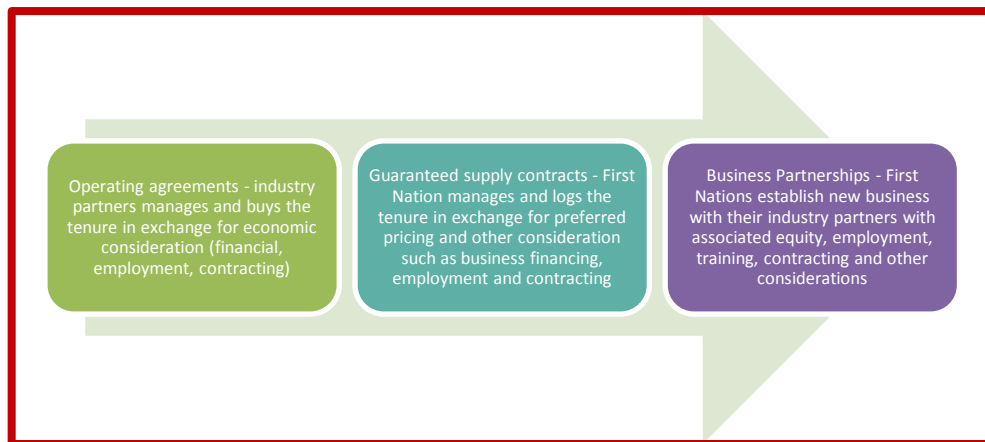 Operating agreements - industry
partners manages and buys the
tenure in exchange for economic
consideration (financial,
employment, contracting)
Guaranteed supply contracts - First
Nation manages and logs the
tenure in exchange for preferred
pricing and other consideration
such as business financing,
employment and contracting
Business Partnerships - First
Nations establish new business
with their industry partners with
associated equity, employment,
training, contracting and other
considerations